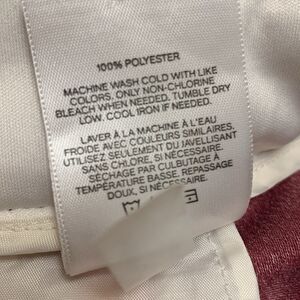 100% POLYESTER
MACHINE WASH COLD WITH LIKE
COLORS, ONLY NON-CHLORINE
BLEACH WHEN NEEDED. TUMBLE DRY
LOW. COOL IRON IF NEEDED.
LAVER À LA MACHINE À L'EAU
FROIDE AVEC COULEURS SIMILAIRES,
UTILISEZ SEULEMENT DU JAVELLISANT
SANS CHLORE, SI NÉCESSAIRE.
SÉCHAGE PAR CULBUTAGE À
TEMPÉRATURE BASSE. REPASSAGE
DOUX, SI NÉCESSAIRE.